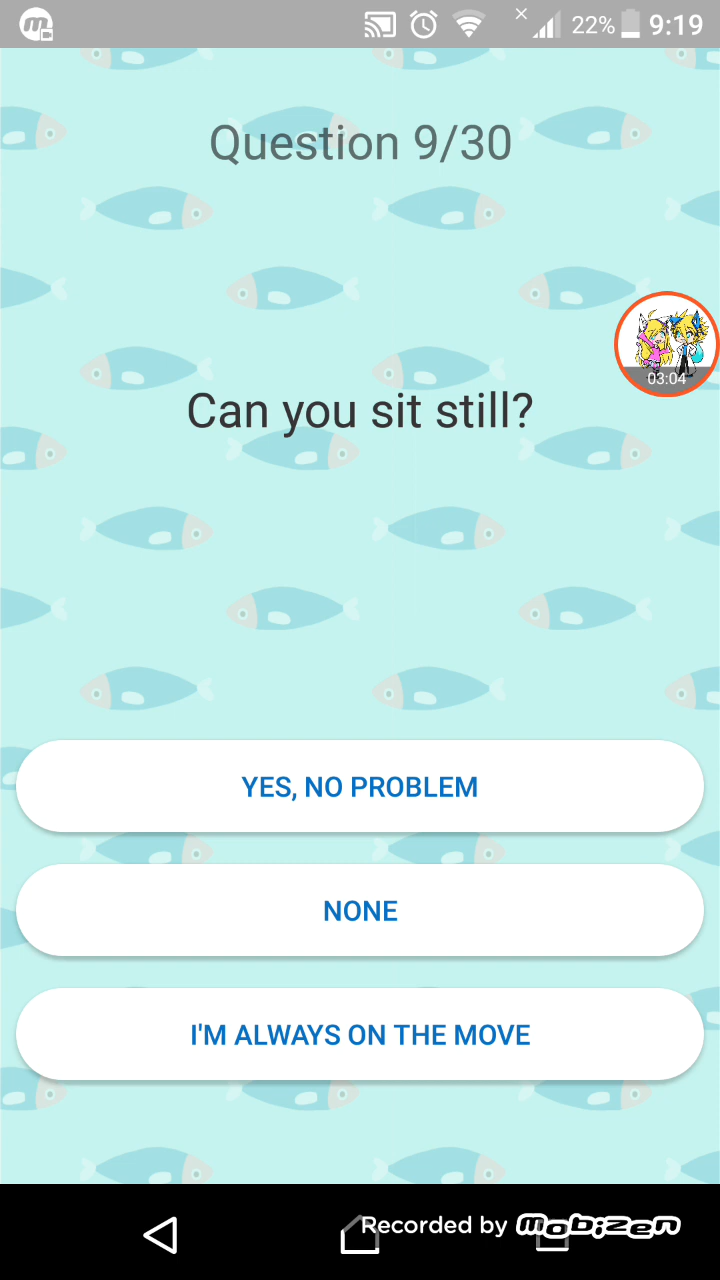 m
22% 9:19
Question 9/30
03:04
Can you sit still?
YES, NO PROBLEM
NONE
I'M ALWAYS ON THE MOVE
Recorded by mobizen